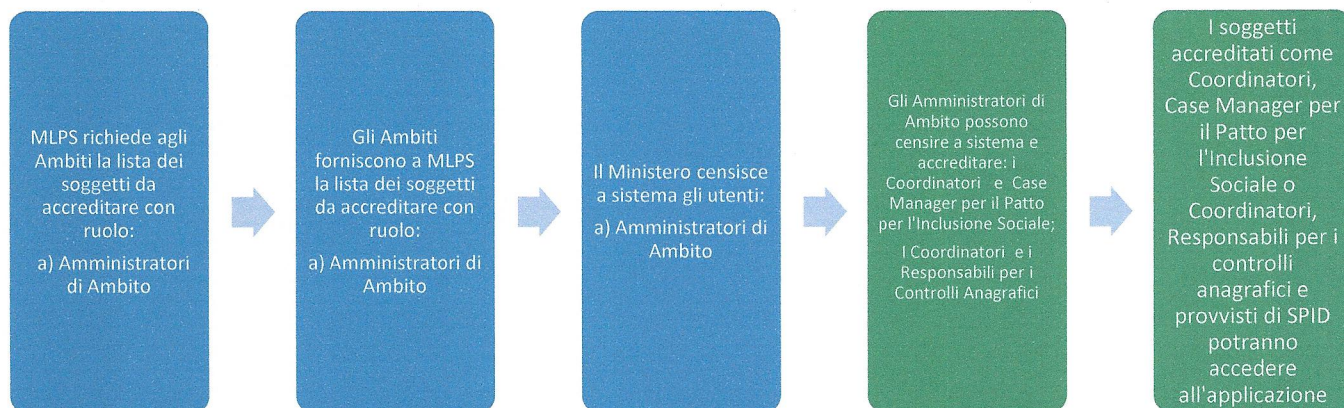 MLPS richiede agli
Ambiti la lista dei
soggetti da
accreditare con
ruolo:
a) Amministratori
di Ambito
Gli Ambiti
forniscono a MLPS
la lista dei soggetti
da accreditare con
ruolo:
a) Amministratori di
Ambito
Il Ministero censisce
a sistema gli utenti:
a) Amministratori di
Ambito
Gli Amministratori di
Ambito possono
censire a sistema e
accreditare: i
Coordinatori e Case
Manager per il Patto
per l'Inclusione Sociale;
I Coordinatori e i
Responsabili per i
Controlli Anagrafici
I soggetti
accreditati come
Coordinatori,
Case Manager per
il Patto per
l'Inclusione
Sociale o
Coordinatori,
Responsabili per i
controlli
anagrafici e
provvisti di SPID
potranno
accedere
all'applicazione